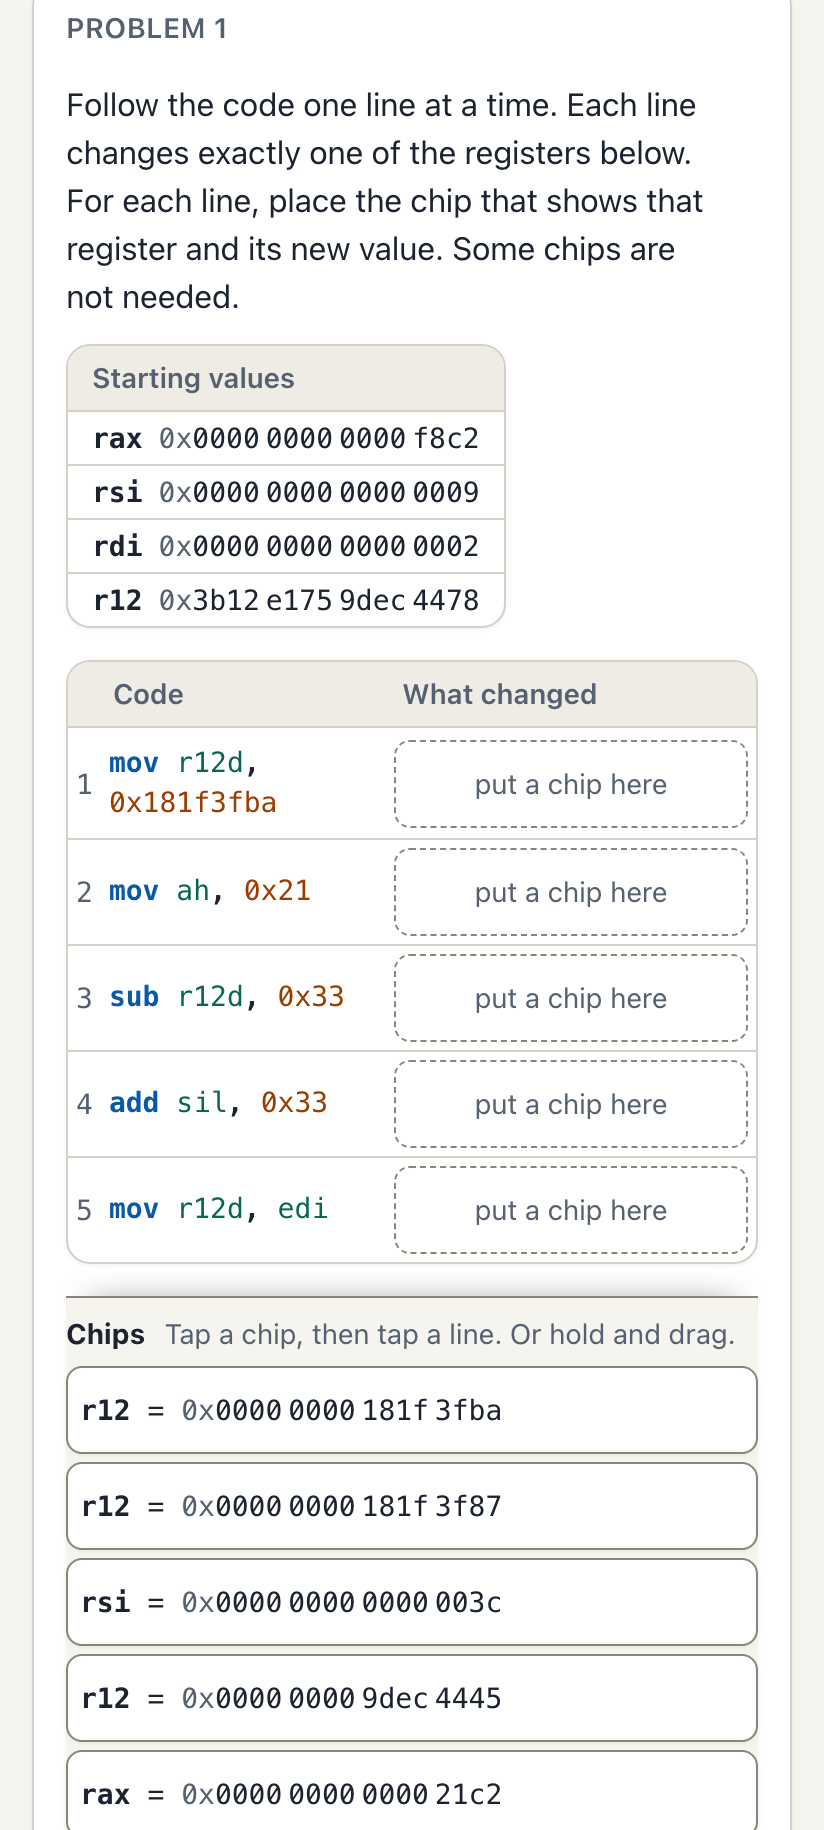 PROBLEM 1
Follow the code one line at a time. Each line
changes exactly one of the registers below.
For each line, place the chip that shows that
register and its new value. Some chips are
not needed.
Starting values
rax 0x0000 0000 0000 f8c2
rsi 0x0000 0000 0000 0009
rdi 0x0000 0000 0000 0002
r12 0x3b12 e175 9dec 4478
Code What changed
1 mov r12d,
0x181f3fba
put a chip here
2 mov ah, 0x21 put a chip here
3 sub r12d, 0x33 put a chip here
4 add sil, 0x33 put a chip here
5 mov r12d, edi put a chip here
Chips Tap a chip, then tap a line. Or hold and drag.
r12 = 0x0000 0000 181f 3fba
r12 = 0x0000 0000 181f 3f87
rsi = 0x0000 0000 0000 003c
r12 = 0x0000 0000 9dec 4445
rax = 0x0000 0000 0000 21c2